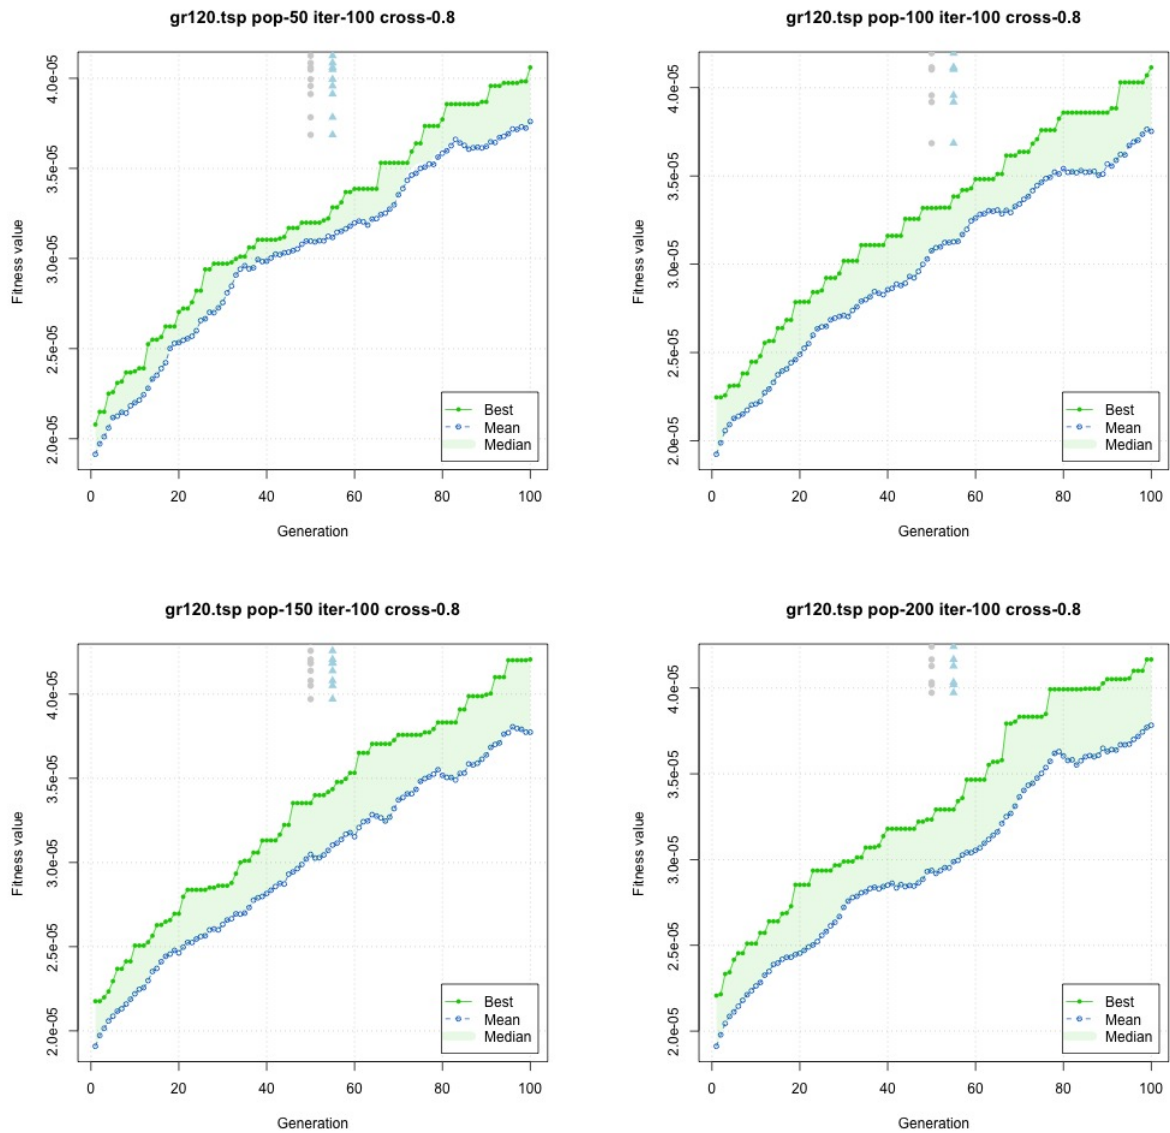 gr120.tsp pop-50 iter-100 cross-0.8
Fitness value
4.0e-05
3.5e-05
3.0e-05
2.5e-05
2.0e-05
Best
Mean
Median
0 20 40 60 80 100
Generation
gr120.tsp pop-100 iter-100 cross-0.8
Fitness value
4.0e-05
3.5e-05
3.0e-05
2.5e-05
2.0e-05
Best
Mean
Median
0 20 40 60 80 100
Generation
gr120.tsp pop-150 iter-100 cross-0.8
Fitness value
4.0e-05
3.5e-05
3.0e-05
2.5e-05
2.0e-05
Best
Mean
Median
0 20 40 60 80 100
Generation
gr120.tsp pop-200 iter-100 cross-0.8
Fitness value
4.0e-05
3.5e-05
3.0e-05
2.5e-05
2.0e-05
Best
Mean
Median
0 20 40 60 80 100
Generation